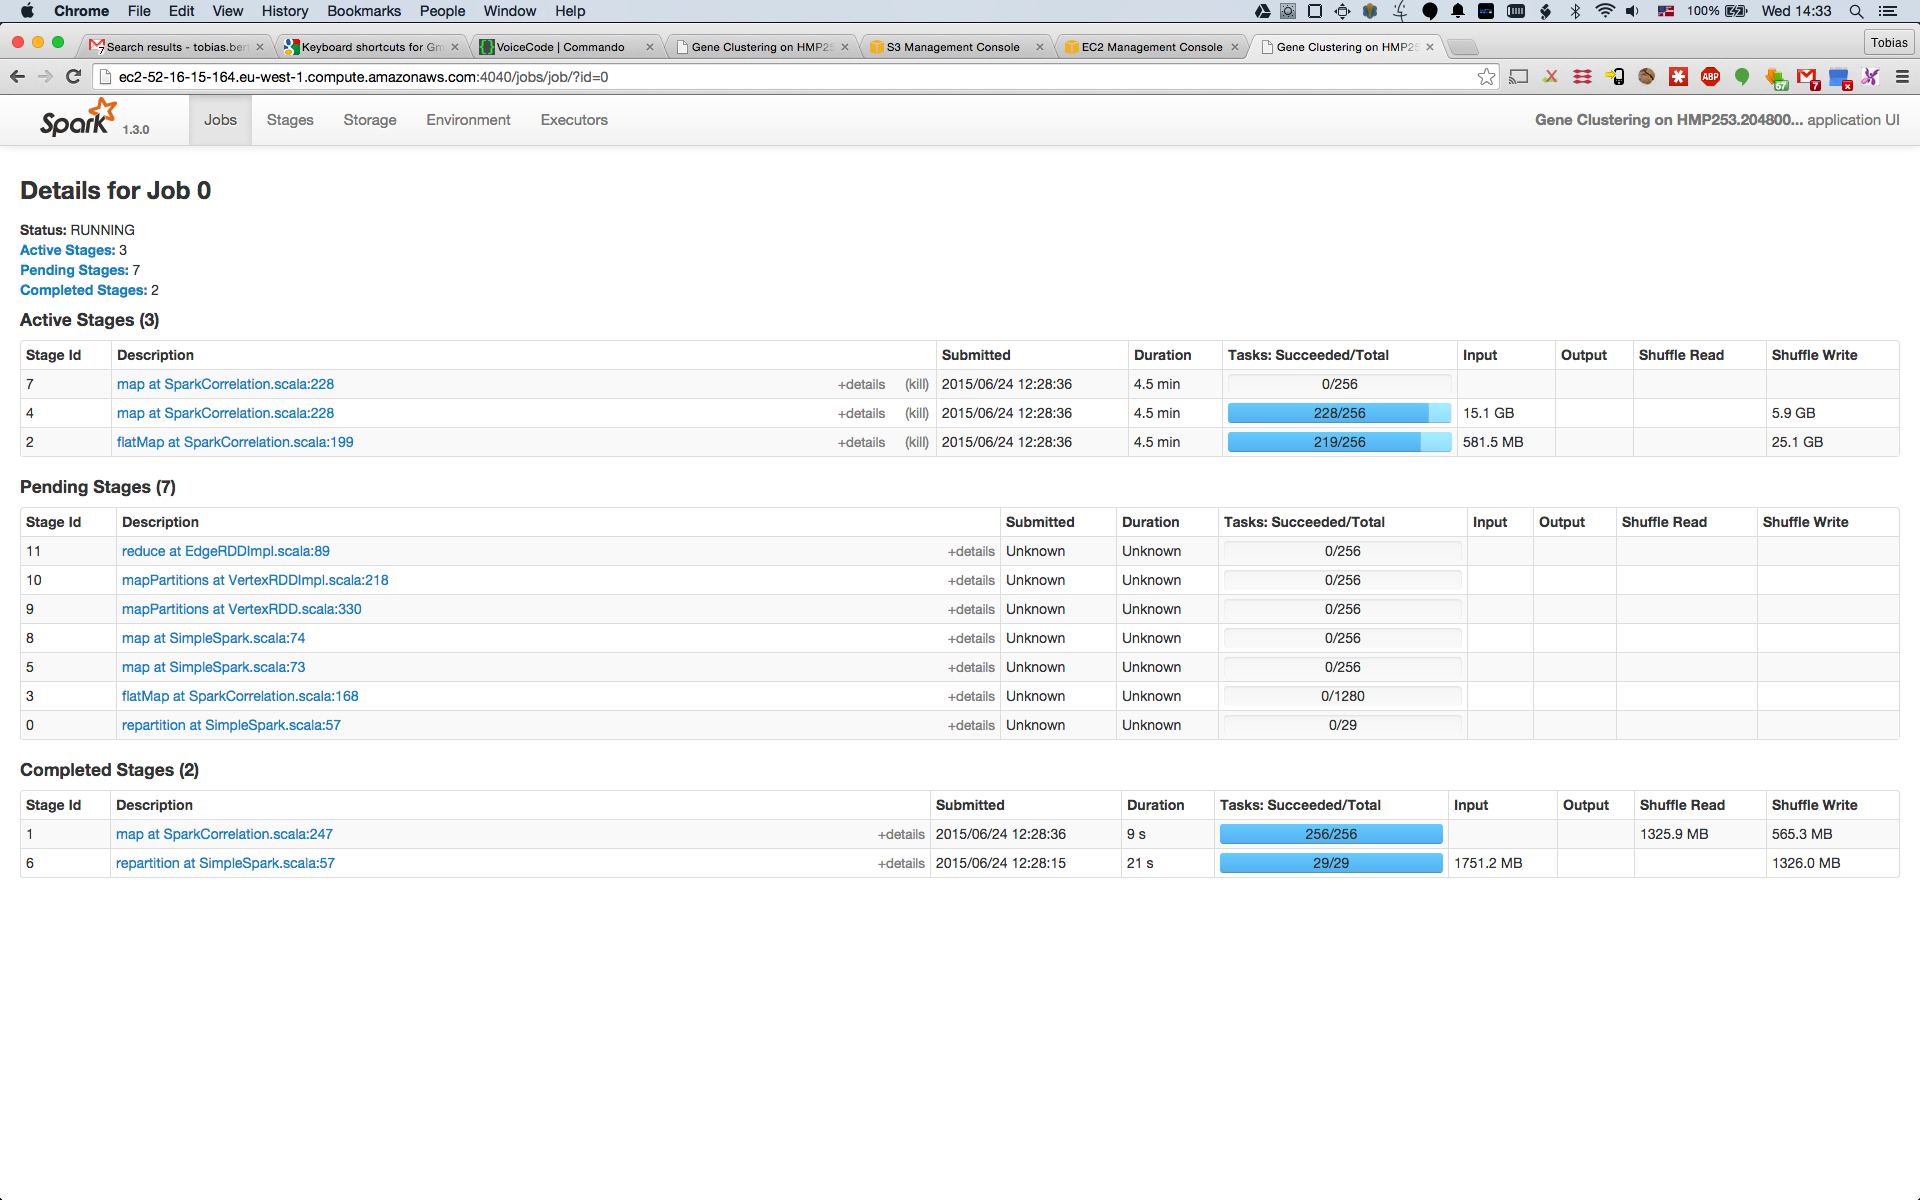 Chrome File Edit View History Bookmarks People Window Help 100% Wed 14:33
Search results - tobias.ber Keyboard shortcuts for Gm VoiceCode | Commando Gene Clustering on HMP25 S3 Management Console EC2 Management Console Gene Clustering on HMP25 Tobias
ec2-52-16-15-164.eu-west-1.compute.amazonaws.com:4040/jobs/job/?id=0 ABP 67 7 x
Spark 1.3.0 Jobs Stages Storage Environment Executors Gene Clustering on HMP253.204800... application UI
Details for Job 0
Status: RUNNING
Active Stages: 3
Pending Stages: 7
Completed Stages: 2
Active Stages (3)
Stage Id Description Submitted Duration Tasks: Succeeded/Total Input Output Shuffle Read Shuffle Write
7 map at SparkCorrelation.scala:228 +details (kill) 2015/06/24 12:28:36 4.5 min 0/256
4 map at SparkCorrelation.scala:228 +details (kill) 2015/06/24 12:28:36 4.5 min 228/256 15.1 GB 5.9 GB
2 flatMap at SparkCorrelation.scala:199 +details (kill) 2015/06/24 12:28:36 4.5 min 219/256 581.5 MB 25.1 GB
Pending Stages (7)
Stage Id Description Submitted Duration Tasks: Succeeded/Total Input Output Shuffle Read Shuffle Write
11 reduce at EdgeRDDImpl.scala:89 +details Unknown Unknown 0/256
10 mapPartitions at VertexRDDImpl.scala:218 +details Unknown Unknown 0/256
9 mapPartitions at VertexRDD.scala:330 +details Unknown Unknown 0/256
8 map at SimpleSpark.scala:74 +details Unknown Unknown 0/256
5 map at SimpleSpark.scala:73 +details Unknown Unknown 0/256
3 flatMap at SparkCorrelation.scala:168 +details Unknown Unknown 0/1280
0 repartition at SimpleSpark.scala:57 +details Unknown Unknown 0/29
Completed Stages (2)
Stage Id Description Submitted Duration Tasks: Succeeded/Total Input Output Shuffle Read Shuffle Write
1 map at SparkCorrelation.scala:247 +details 2015/06/24 12:28:36 9 s 256/256 1325.9 MB 565.3 MB
6 repartition at SimpleSpark.scala:57 +details 2015/06/24 12:28:15 21 s 29/29 1751.2 MB 1326.0 MB